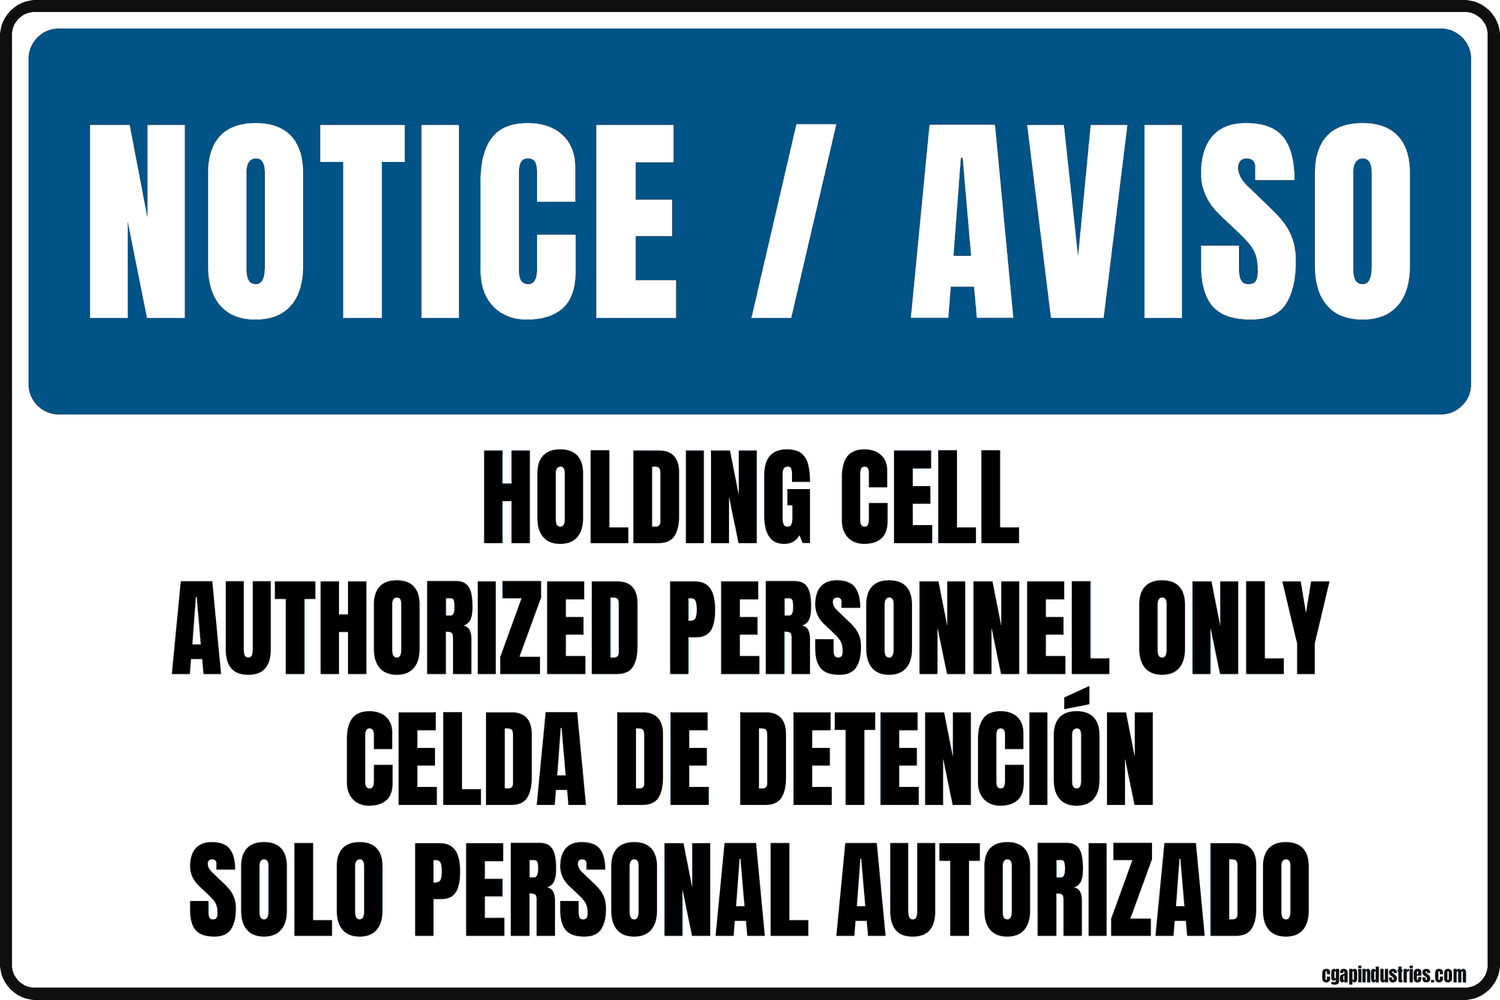 NOTICE / AVISO
HOLDING CELL
AUTHORIZED PERSONNEL ONLY
CELDA DE DETENCIÓN
SOLO PERSONAL AUTORIZADO
cgapindustries.com